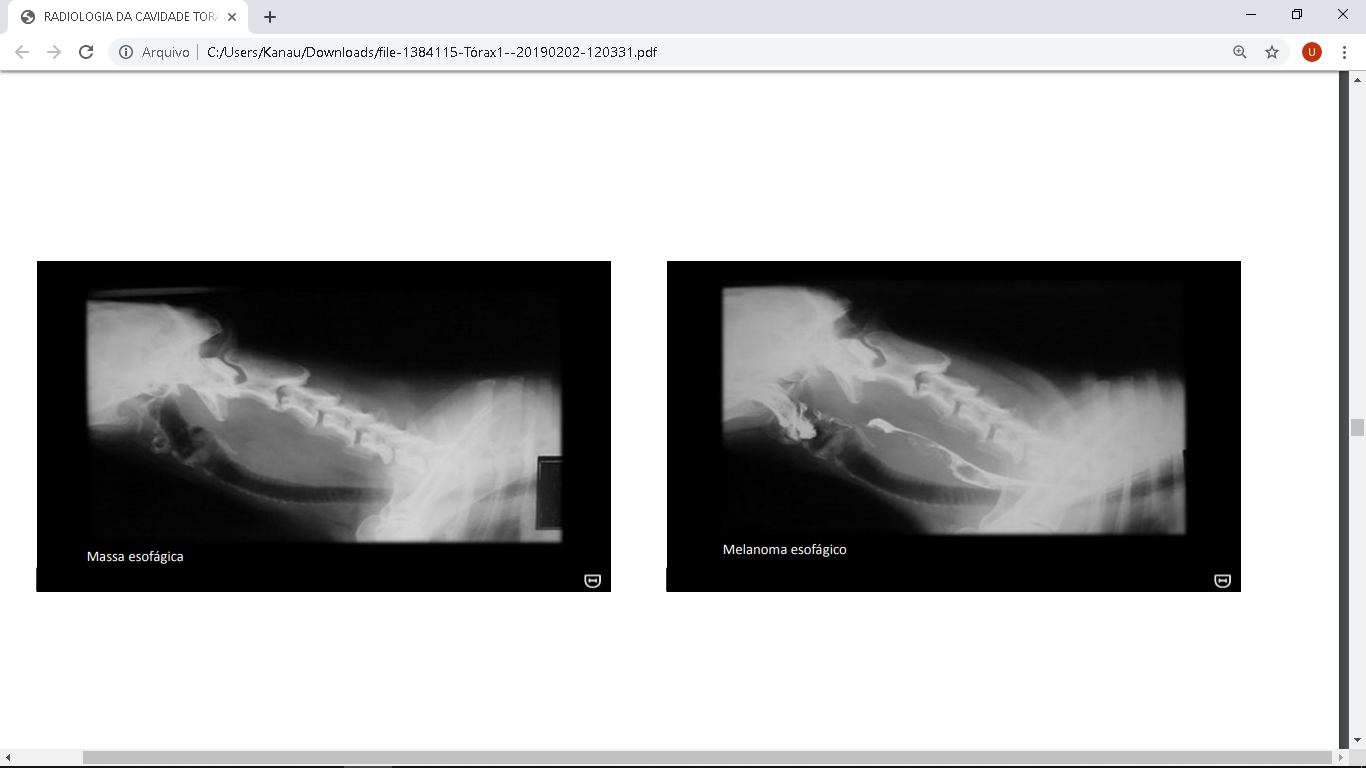 RADIOLOGIA DA CAVIDADE TOR
Arquivo
C:/Users/Kanau/Downloads/file-1384115-Tórax1--20190202-120331.pdf
U
Massa esofágica
Melanoma esofágico